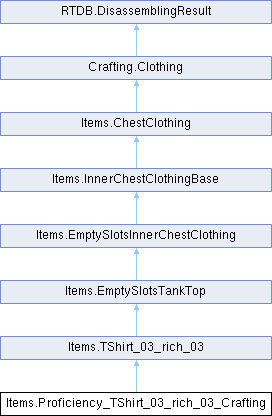 RTDB.DisassemblingResult
Crafting.Clothing
Items.ChestClothing
Items.InnerChestClothingBase
Items.EmptySlotsInnerChestClothing
Items.EmptySlotsTankTop
Items.TShirt_03_rich_03
Items.Proficiency_TShirt_03_rich_03_Crafting